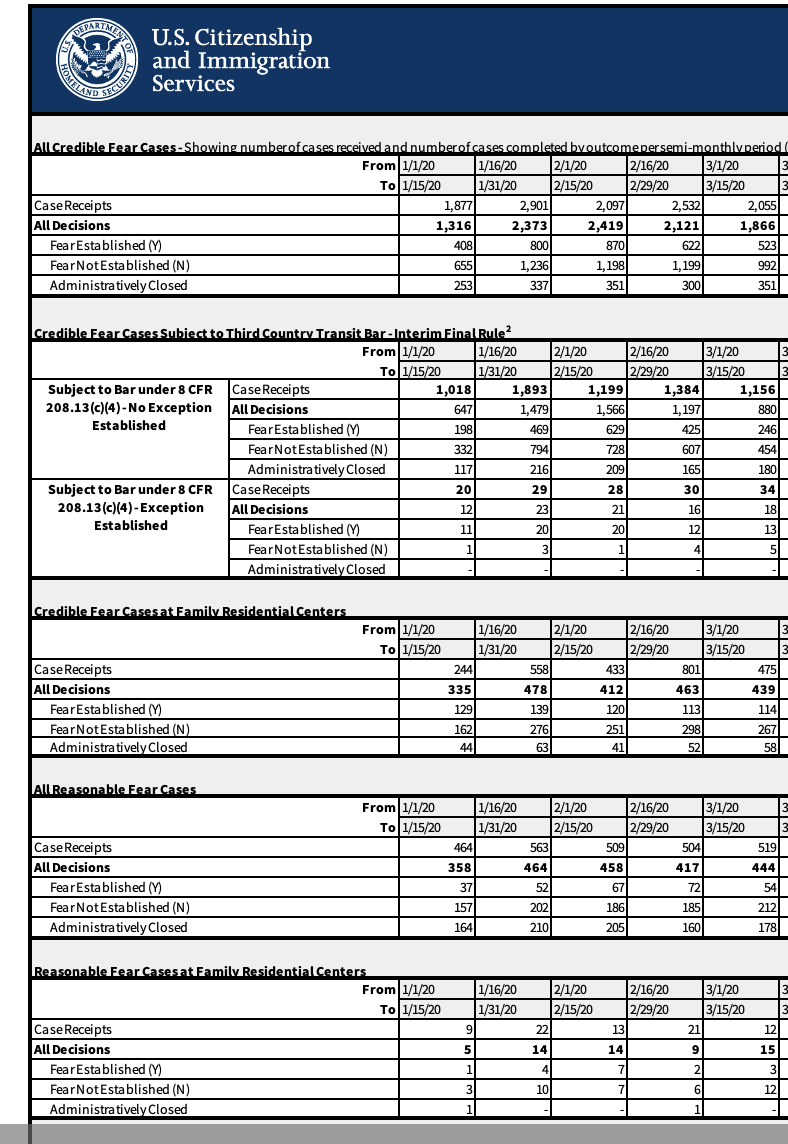 U.S. DEPARTMENT OF HOMELAND SECURITY
U.S. Citizenship
and Immigration
Services
All Credible Fear Cases - Showing number of cases received and number of cases completed by outcome per semi-monthly period (
From 1/1/20 1/16/20 2/1/20 2/16/20 3/1/20 3
To 1/15/20 1/31/20 2/15/20 2/29/20 3/15/20 3
Case Receipts 1,877 2,901 2,097 2,532 2,055
All Decisions 1,316 2,373 2,419 2,121 1,866
Fear Established (Y) 408 800 870 622 523
Fear Not Established (N) 655 1,236 1,198 1,199 992
Administratively Closed 253 337 351 300 351
Credible Fear Cases Subject to Third Country Transit Bar - Interim Final Rule2
From 1/1/20 1/16/20 2/1/20 2/16/20 3/1/20 3
To 1/15/20 1/31/20 2/15/20 2/29/20 3/15/20 3
Subject to Bar under 8 CFR
208.13(c)(4) - No Exception
Established
Case Receipts 1,018 1,893 1,199 1,384 1,156
All Decisions 647 1,479 1,566 1,197 880
Fear Established (Y) 198 469 629 425 246
Fear Not Established (N) 332 794 728 607 454
Administratively Closed 117 216 209 165 180
Subject to Bar under 8 CFR
208.13(c)(4) - Exception
Established
Case Receipts 20 29 28 30 34
All Decisions 12 23 21 16 18
Fear Established (Y) 11 20 20 12 13
Fear Not Established (N) 1 3 1 4 5
Administratively Closed - - - - -
Credible Fear Cases at Family Residential Centers
From 1/1/20 1/16/20 2/1/20 2/16/20 3/1/20 3
To 1/15/20 1/31/20 2/15/20 2/29/20 3/15/20 3
Case Receipts 244 558 433 801 475
All Decisions 335 478 412 463 439
Fear Established (Y) 129 139 120 113 114
Fear Not Established (N) 162 276 251 298 267
Administratively Closed 44 63 41 52 58
All Reasonable Fear Cases
From 1/1/20 1/16/20 2/1/20 2/16/20 3/1/20 3
To 1/15/20 1/31/20 2/15/20 2/29/20 3/15/20 3
Case Receipts 464 563 509 504 519
All Decisions 358 464 458 417 444
Fear Established (Y) 37 52 67 72 54
Fear Not Established (N) 157 202 186 185 212
Administratively Closed 164 210 205 160 178
Reasonable Fear Cases at Family Residential Centers
From 1/1/20 1/16/20 2/1/20 2/16/20 3/1/20 3
To 1/15/20 1/31/20 2/15/20 2/29/20 3/15/20 3
Case Receipts 9 22 13 21 12
All Decisions 5 14 14 9 15
Fear Established (Y) 1 4 7 2 3
Fear Not Established (N) 3 10 7 6 12
Administratively Closed 1 - - 1 -